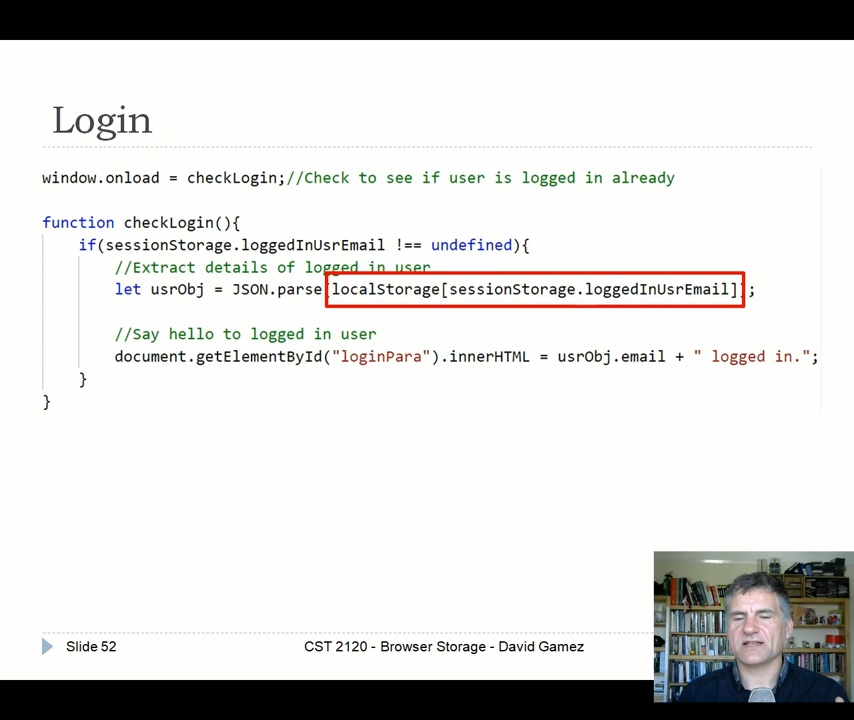 Login
window.onload = checkLogin;//Check to see if user is logged in already
function checkLogin(){
if(sessionStorage.loggedInUsrEmail !== undefined){
//Extract details of logged in user
let usrObj = JSON.parse(localStorage[sessionStorage.loggedInUsrEmail]);
//Say hello to logged in user
document.getElementById("loginPara").innerHTML = usrObj.email + " logged in.";
}
}
Slide 52
CST 2120 - Browser Storage - David Gamez